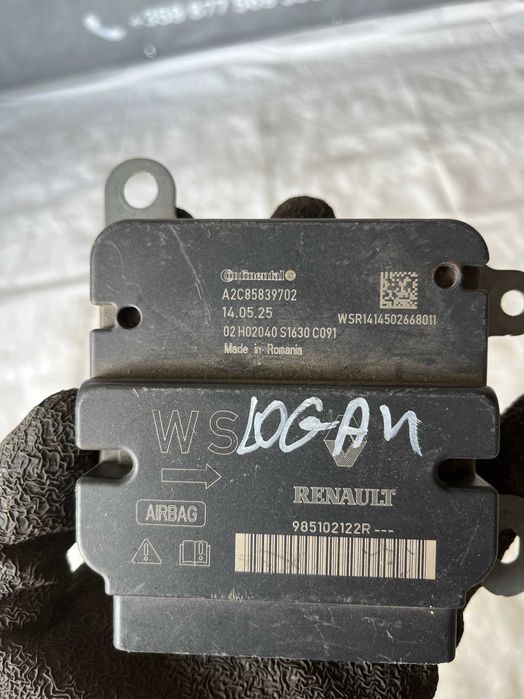 Continental
A2C85839702
14.05.25
02 H02040 S1630 C091
Made in Romania
WSR1414502668011
WS
LOGAN
RENAULT
AIRBAG
985102122R ---